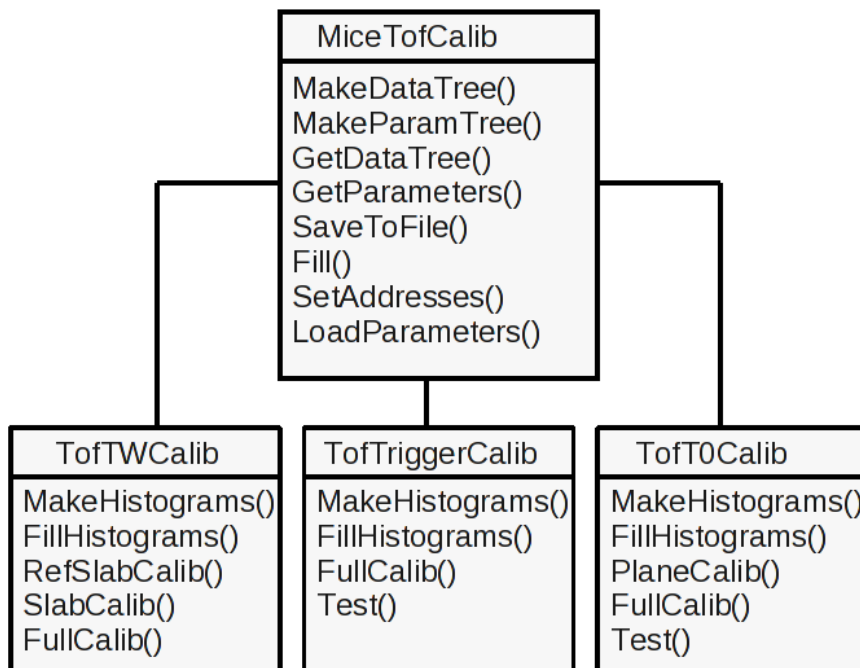 MiceTofCalib
MakeDataTree()
MakeParamTree()
GetDataTree()
GetParameters()
SaveToFile()
Fill()
SetAddresses()
LoadParameters()
TofTWCalib
MakeHistograms()
FillHistograms()
RefSlabCalib()
SlabCalib()
FullCalib()
TofTriggerCalib
MakeHistograms()
FillHistograms()
FullCalib()
Test()
TofT0Calib
MakeHistograms()
FillHistograms()
PlaneCalib()
FullCalib()
Test()